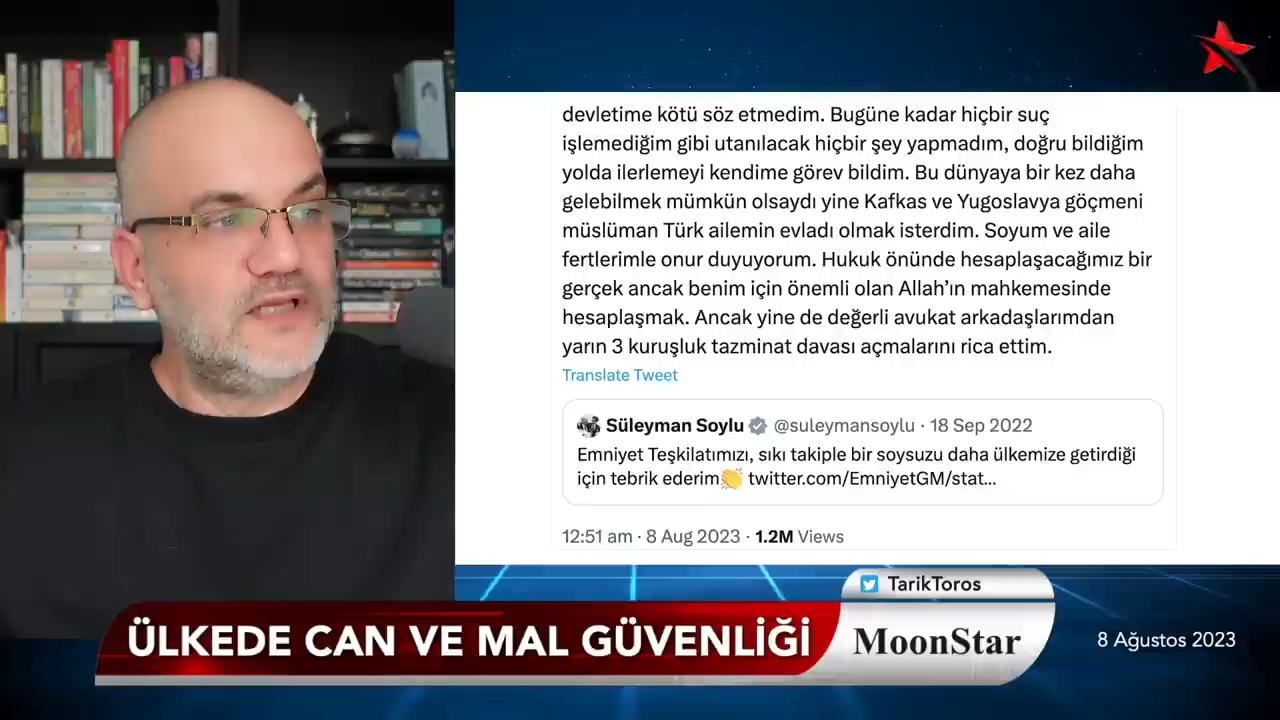 devletime kötü söz etmedim. Bugüne kadar hiçbir suç
işlemediğim gibi utanılacak hiçbir şey yapmadım, doğru bildiğim
yolda ilerlemeyi kendime görev bildim. Bu dünyaya bir kez daha
gelebilmek mümkün olsaydı yine Kafkas ve Yugoslavya göçmeni
müslüman Türk ailemin evladı olmak isterdim. Soyum ve aile
fertlerimle onur duyuyorum. Hukuk önünde hesaplaşacağımız bir
gerçek ancak benim için önemli olan Allah’ın mahkemesinde
hesaplaşmak. Ancak yine de değerli avukat arkadaşlarımdan
yarın 3 kuruşluk tazminat davası açmalarını rica ettim.
Translate Tweet
Süleyman Soylu @suleymansoylu · 18 Sep 2022
Emniyet Teşkilatımızı, sıkı takiple bir soysuzu daha ülkemize getirdiği
için tebrik ederim👏 twitter.com/EmniyetGM/stat...
12:51 am · 8 Aug 2023 · 1.2M Views
TarikToros
ÜLKEDE CAN VE MAL GÜVENLİĞİ
MoonStar
8 Ağustos 2023